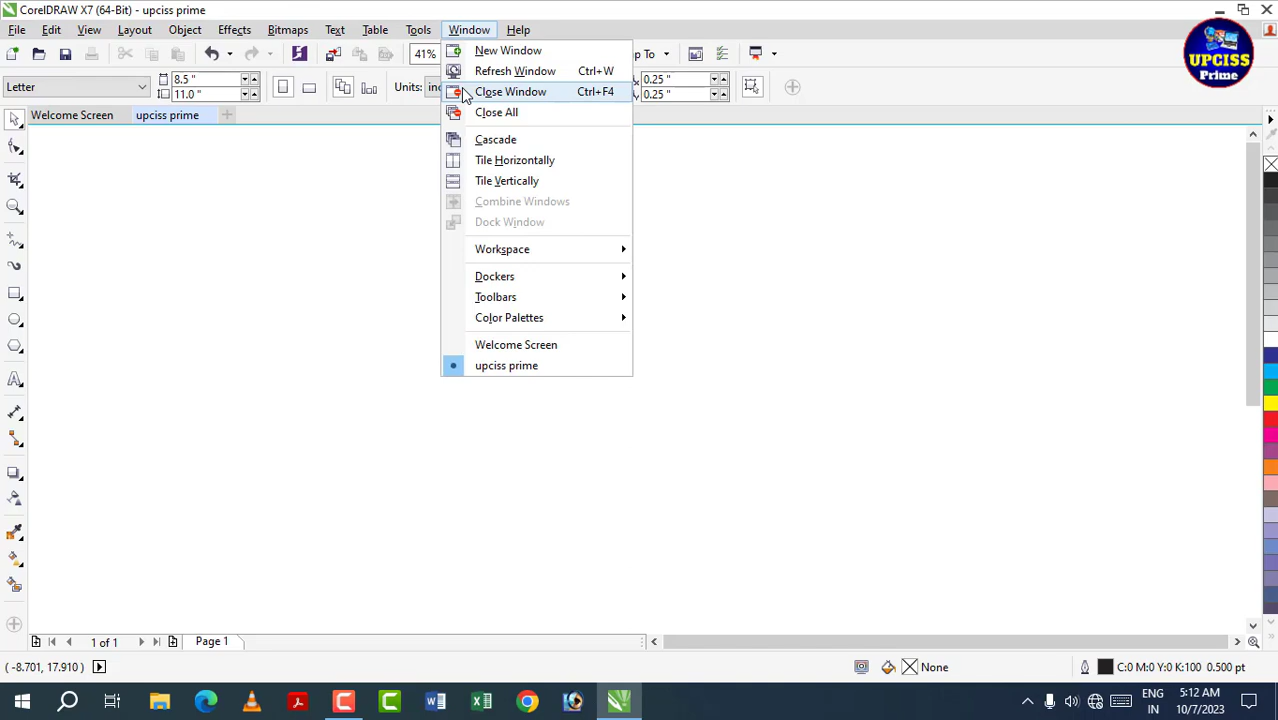 CorelDRAW X7 (64-Bit) - upciss prime
File Edit View Layout Object Effects Bitmaps Text Table Tools Window Help
UPCISS
Prime
41%
p To
Letter
8.5 "
11.0 "
Units:
0.25 "
0.25 "
Welcome Screen
upciss prime
New Window
Refresh Window Ctrl+W
Close Window Ctrl+F4
Close All
Cascade
Tile Horizontally
Tile Vertically
Combine Windows
Dock Window
Workspace
Dockers
Toolbars
Color Palettes
Welcome Screen
upciss prime
1 of 1
Page 1
( -8.701, 17.910 )
None
C:0 M:0 Y:0 K:100 0.500 pt
ENG
IN
5:12 AM
10/7/2023